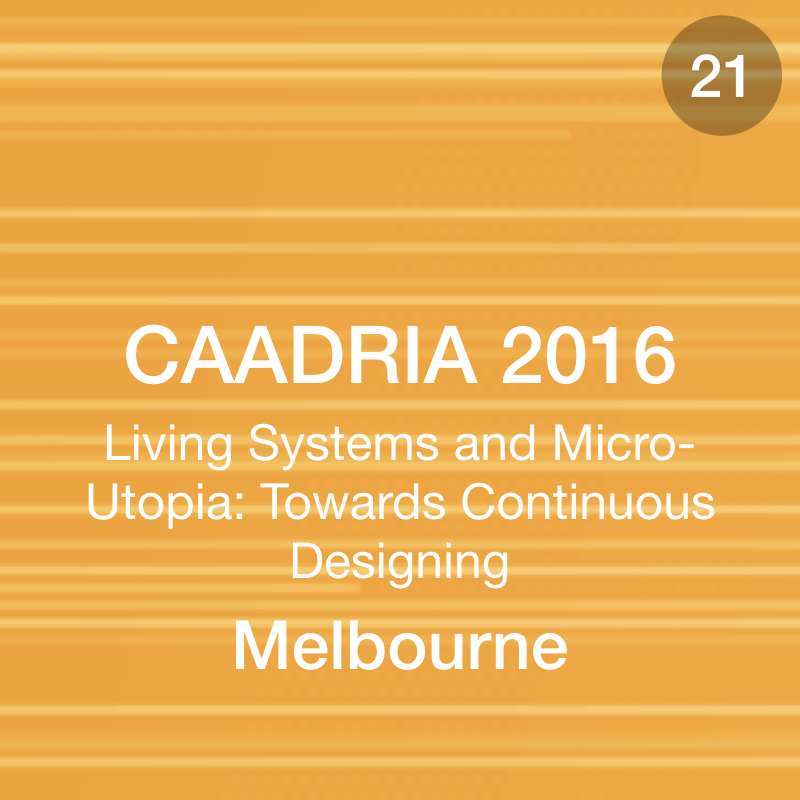 21
CAADRIA 2016
Living Systems and Micro-
Utopia: Towards Continuous
Designing
Melbourne